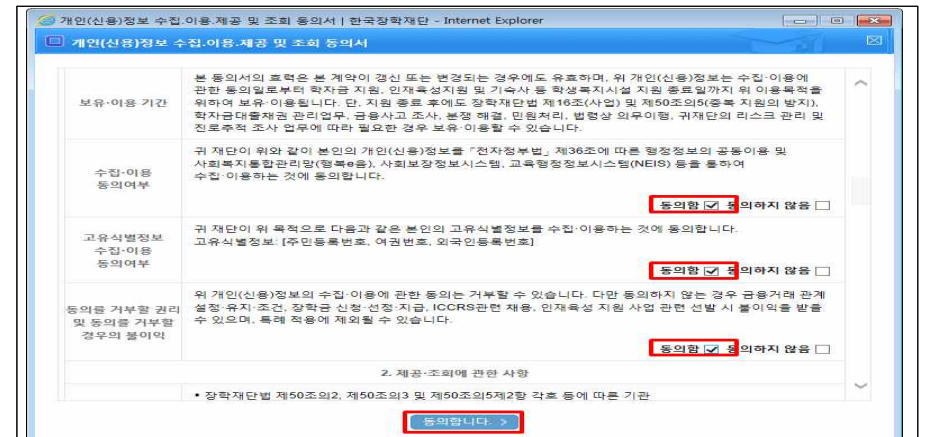 개인(신용)정보 수집.이용.제공 및 조회 동의서 | 한국장학재단 - Internet Explorer
개인(신용)정보 수집.이용.제공 및 조회 동의서
보유·이용 기간
본 동의서의 효력은 본 계약이 갱신 또는 변경되는 경우에도 유효하며, 위 개인(신용)정보는 수집·이용에
관한 동의일로부터 학자금 지원, 인재육성지원 및 기숙사 등 학생복지시설 지원 종료일까지 위 이용목적을
위하여 보유·이용됩니다. 단, 지원 종료 후에도 장학재단법 제16조(사업) 및 제50조의5(중복 지원의 방지),
학자금대출채권 관리업무, 금융사고 조사, 분쟁 해결, 민원처리, 법령상 의무이행, 귀재단의 리스크 관리 및
진로추적 조사 업무에 따라 필요한 경우 보유·이용할 수 있습니다.
수집·이용
동의여부
귀 재단이 위와 같이 본인의 개인(신용)정보를 「전자정부법」 제36조에 따른 행정정보의 공동이용 및
사회복지통합관리망(행복e음), 사회보장정보시스템, 교육행정정보시스템(NEIS) 등을 통하여
수집·이용하는 것에 동의합니다.
동의함 동의하지 않음
고유식별정보
수집·이용
동의여부
귀 재단이 위 목적으로 다음과 같은 본인의 고유식별정보를 수집·이용하는 것에 동의합니다.
고유식별정보: [주민등록번호, 여권번호, 외국인등록번호]
동의함 동의하지 않음
동의를 거부할 권리
및 동의를 거부할
경우의 불이익
위 개인(신용)정보의 수집·이용에 관한 동의는 거부할 수 있습니다. 다만 동의하지 않는 경우 금융거래 관계
설정·유지·조건, 장학금 신청·선정·지급, ICCRS관련 채용, 인재육성 지원 사업 관련 선발 시 불이익을 받을
수 있으며, 특례 적용에 제외될 수 있습니다.
동의함 동의하지 않음
2. 제공·조회에 관한 사항
• 장학재단법 제50조의2, 제50조의3 및 제50조의5제2항 각호 등에 따른 기관
동의합니다. >